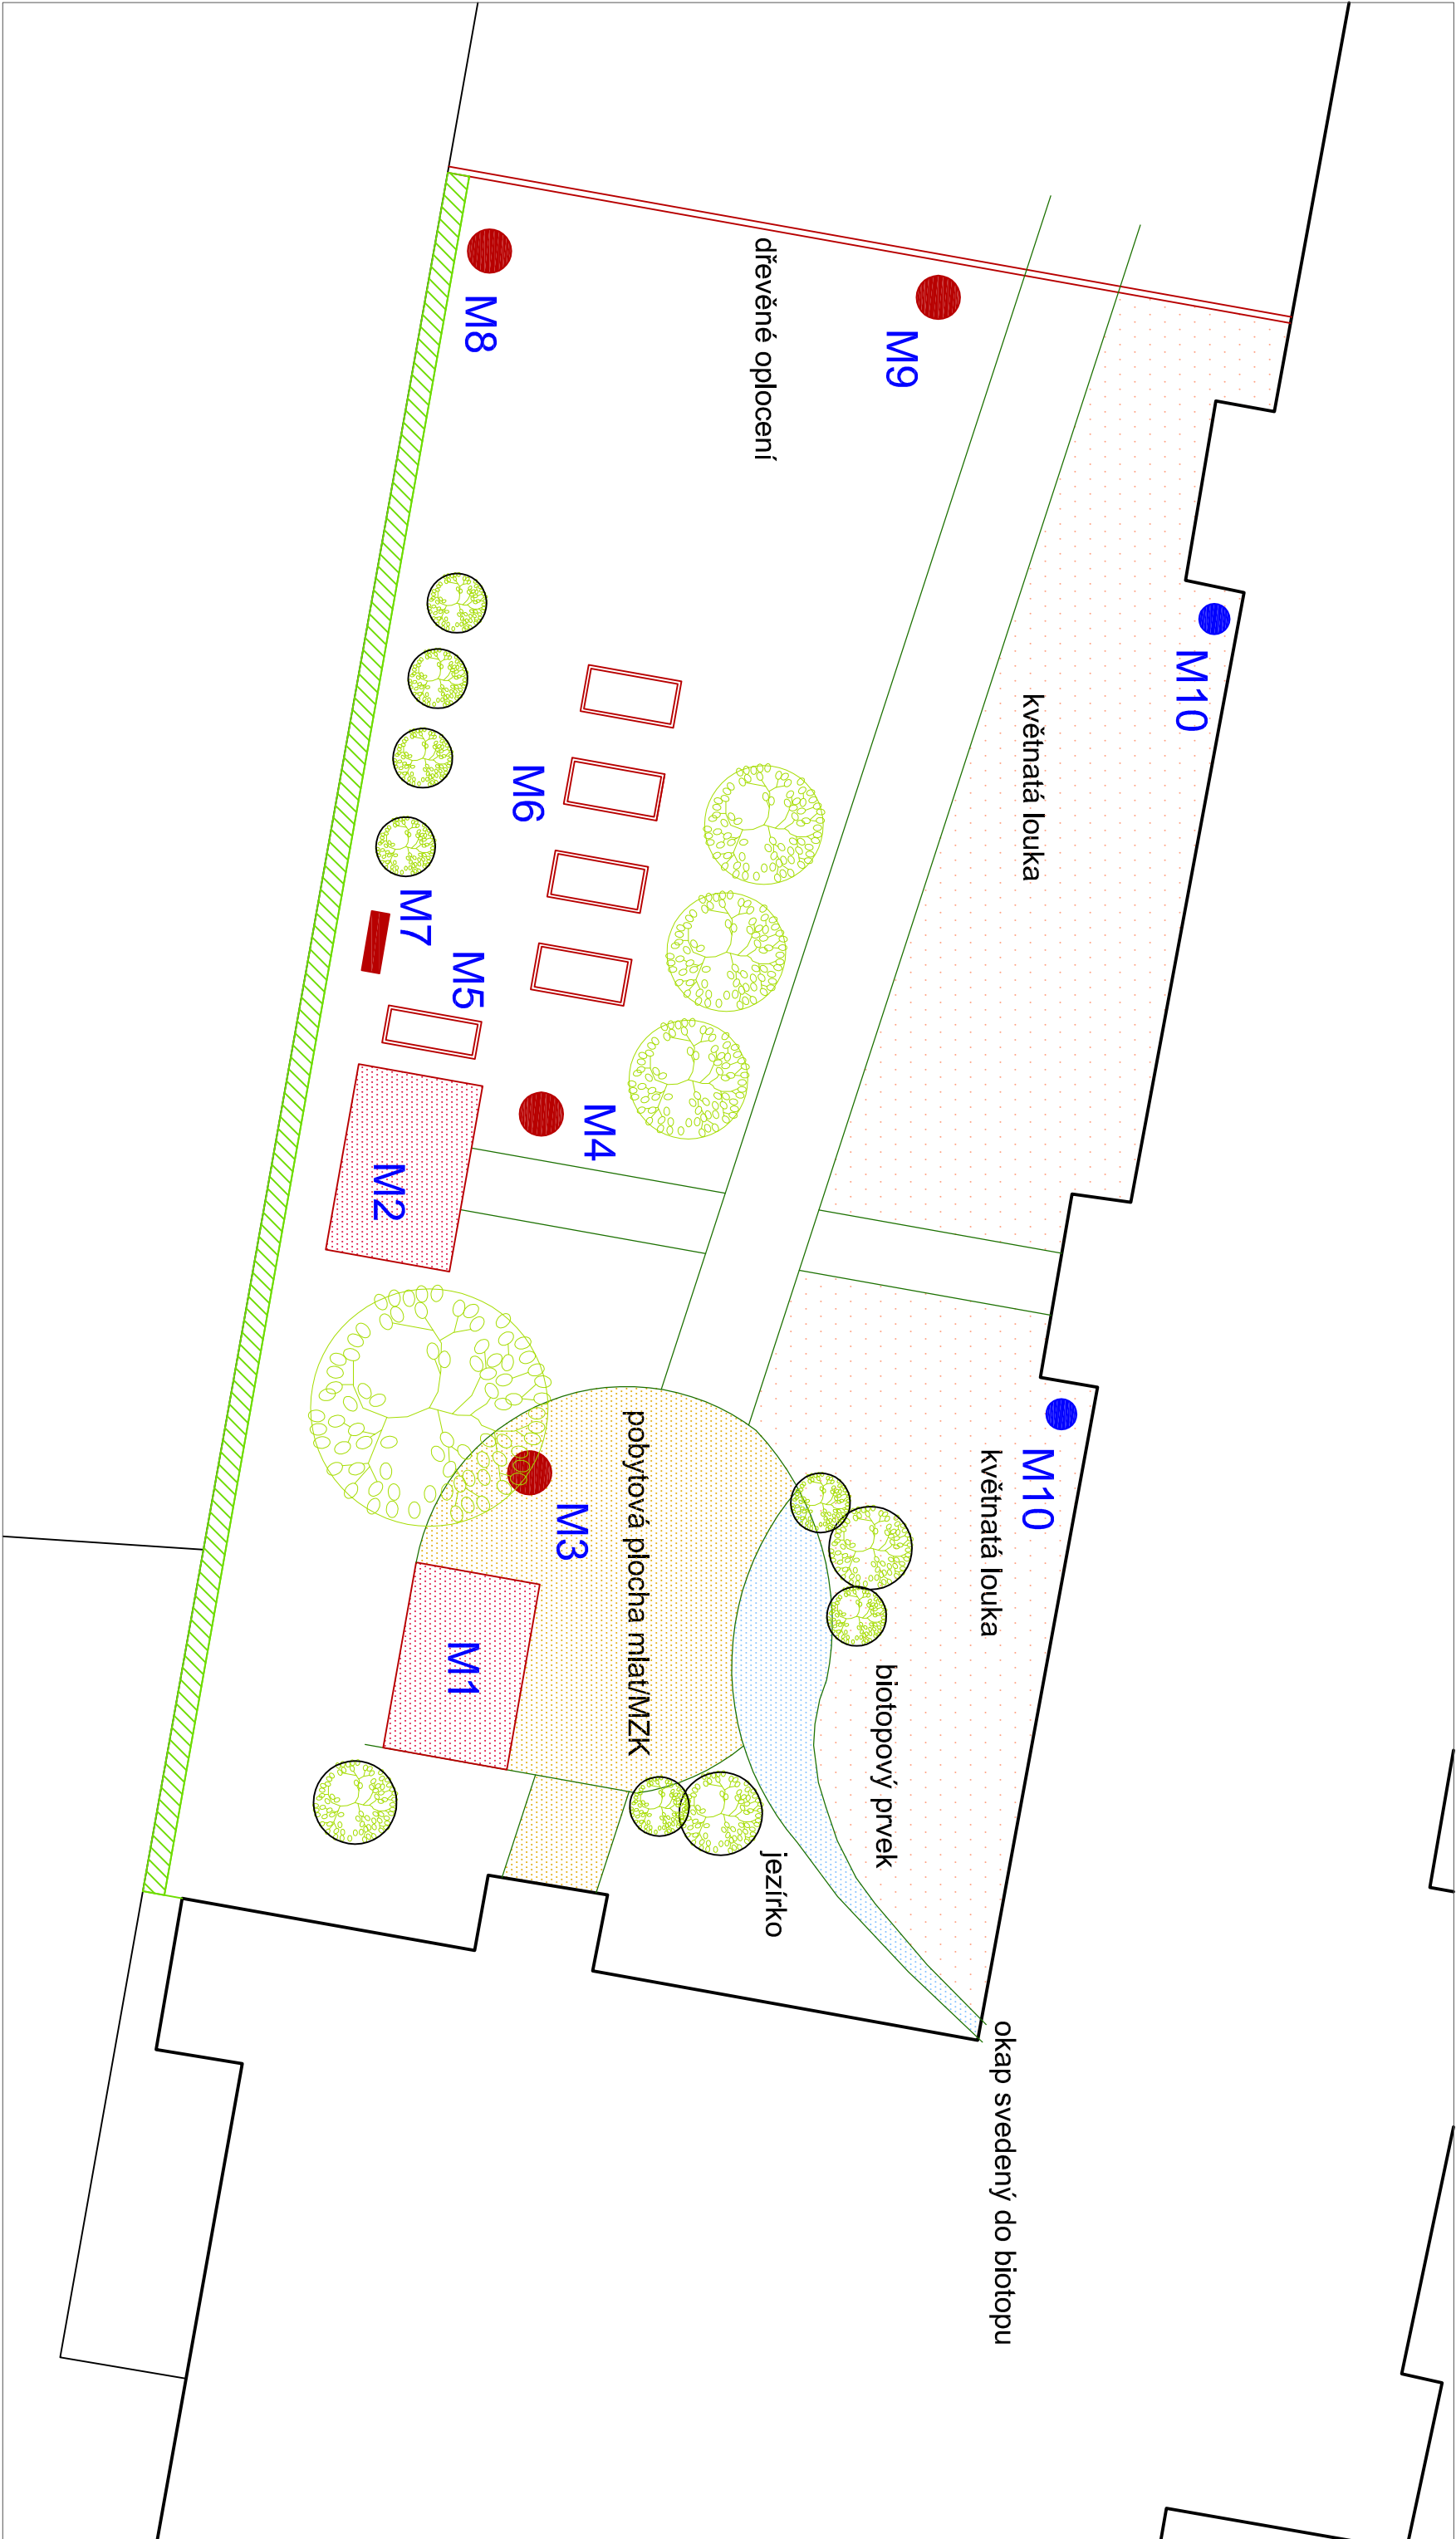 M10
M10
květnatá louka
květnatá louka
okap svedený do biotopu
M9
biotopový prvek
dřevěné oplocení
jezírko
pobytová plocha mlat/MZK
M4
M3
M6
M8
M5
M1
M7
M2